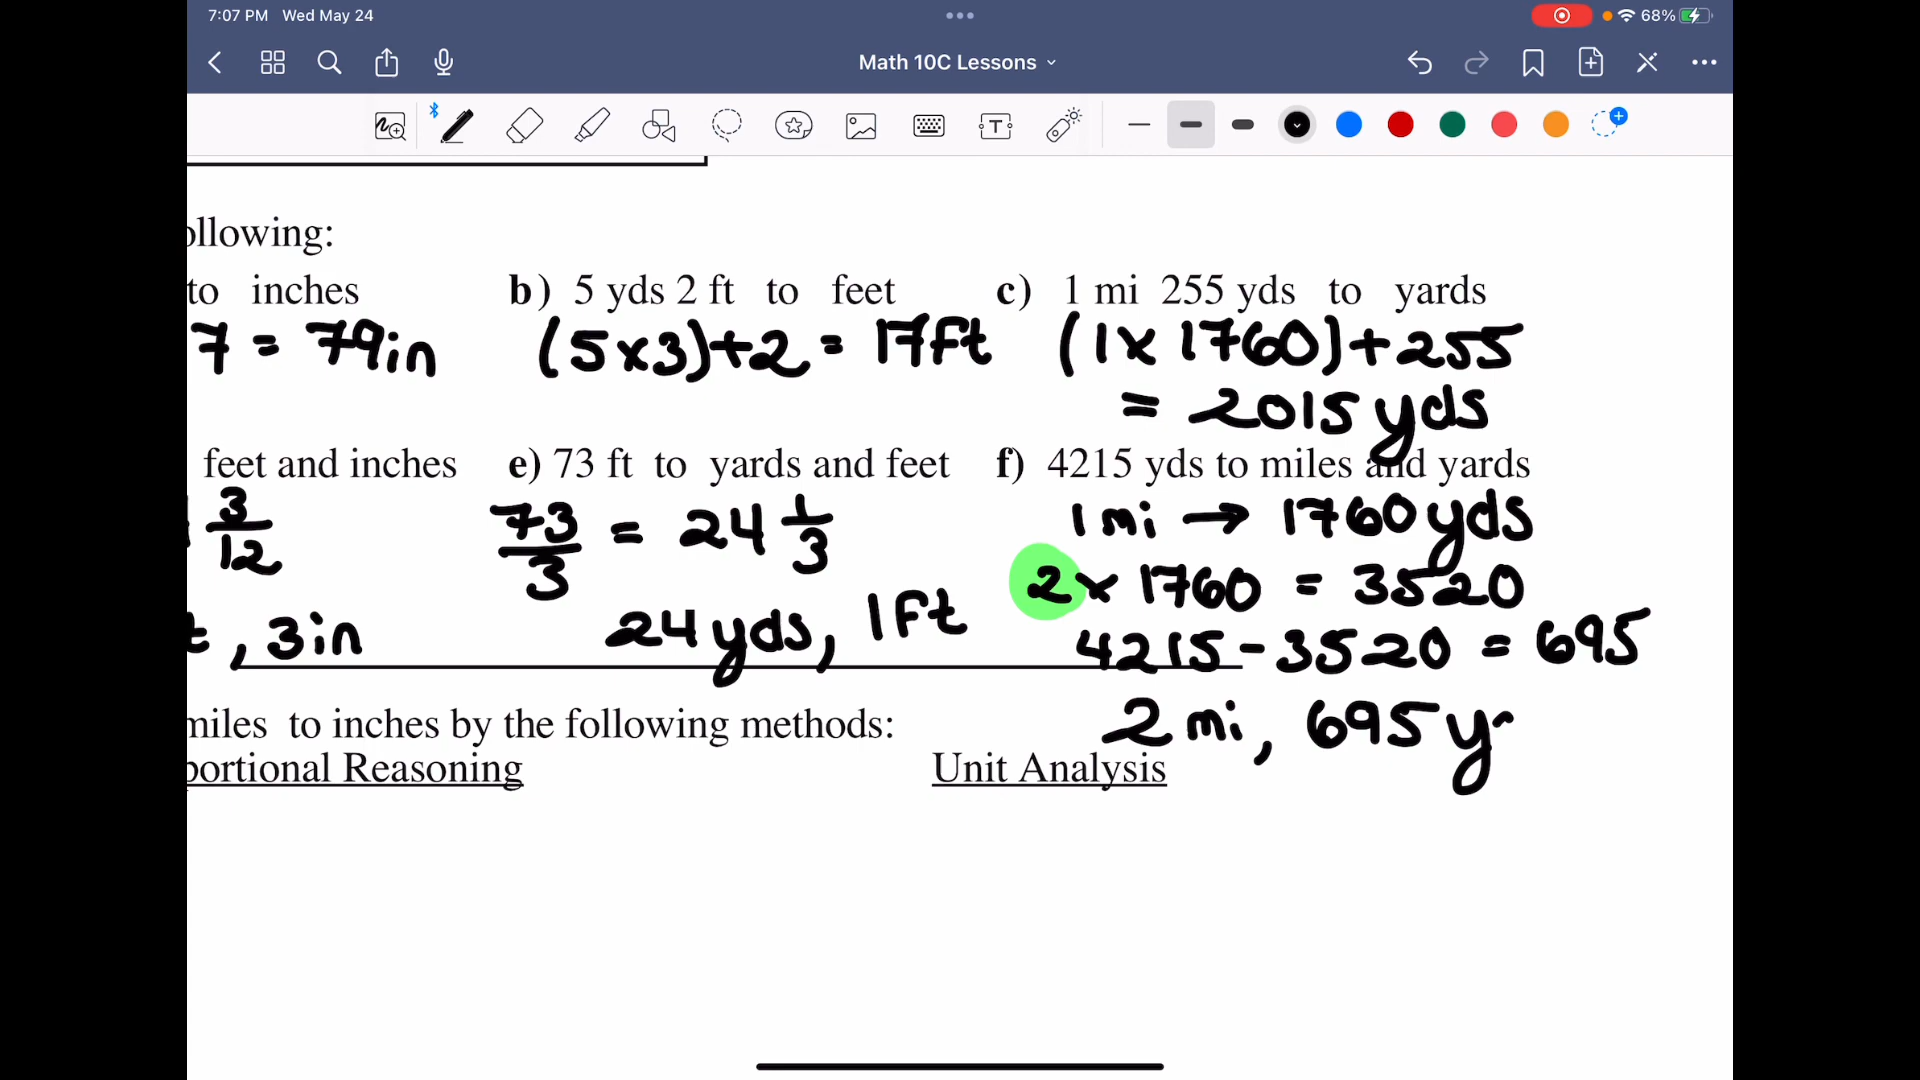 7:07 PM Wed May 24
68%
Math 10C Lessons
T
ollowing:
to inches
7 = 79in
b) 5 yds 2 ft to feet
(5x3)+2 = 17ft
c) 1 mi 255 yds to yards
(1x 1760)+255
= 2015 yds
feet and inches
3/12
t, 3in
e) 73 ft to yards and feet
73/3 = 24 1/3
24 yds, 1ft
f) 4215 yds to miles and yards
1 mi → 1760 yds
2x 1760 = 3520
4215-3520 = 695
2 mi, 695 y
miles to inches by the following methods:
portional Reasoning
Unit Analysis